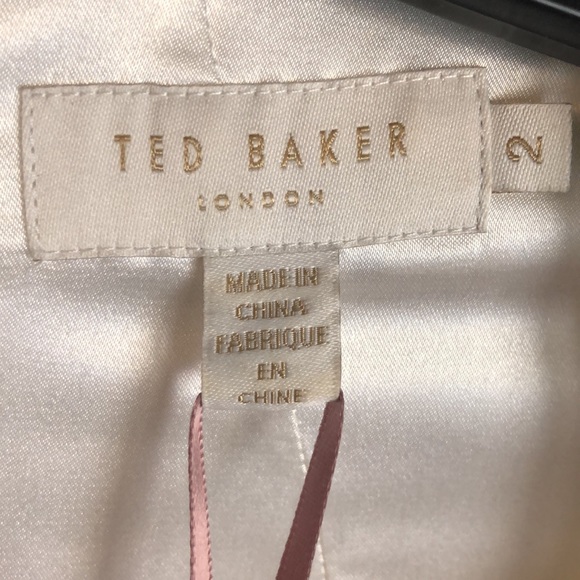 TED BAKER
LONDON
2
MADE IN
CHINA
FABRIQUE
EN
CHINE